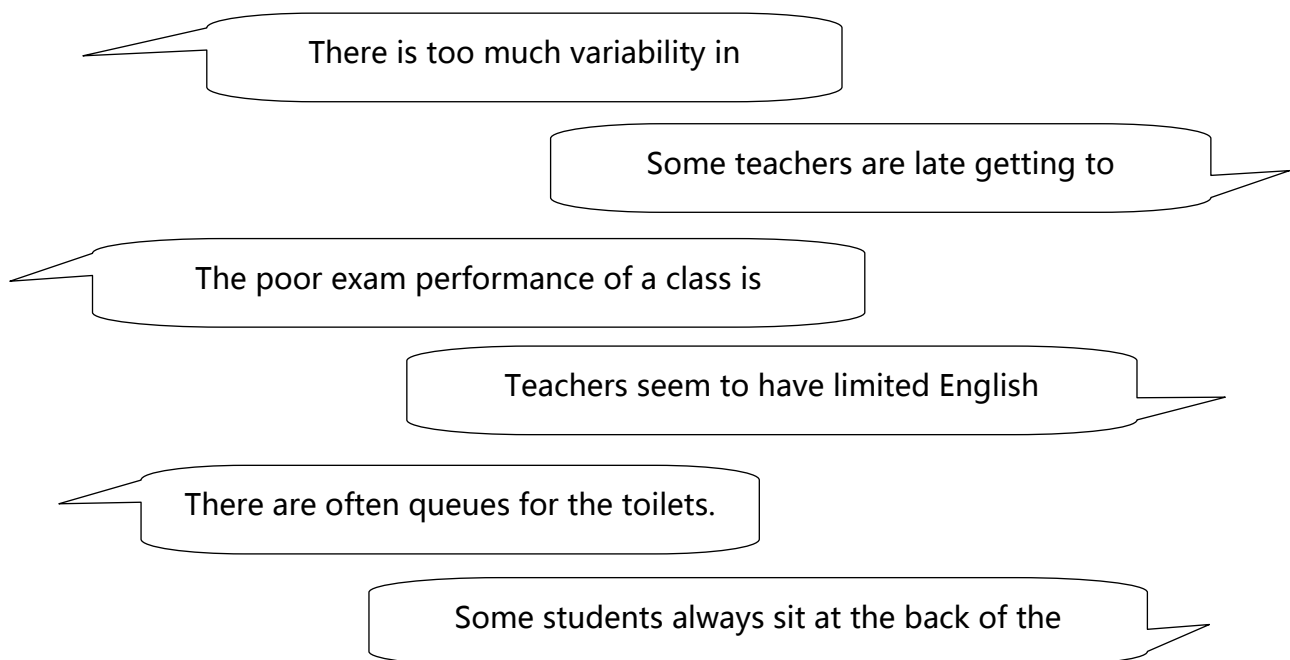 There is too much variability in
Some teachers are late getting to
The poor exam performance of a class is
Teachers seem to have limited English
There are often queues for the toilets.
Some students always sit at the back of the